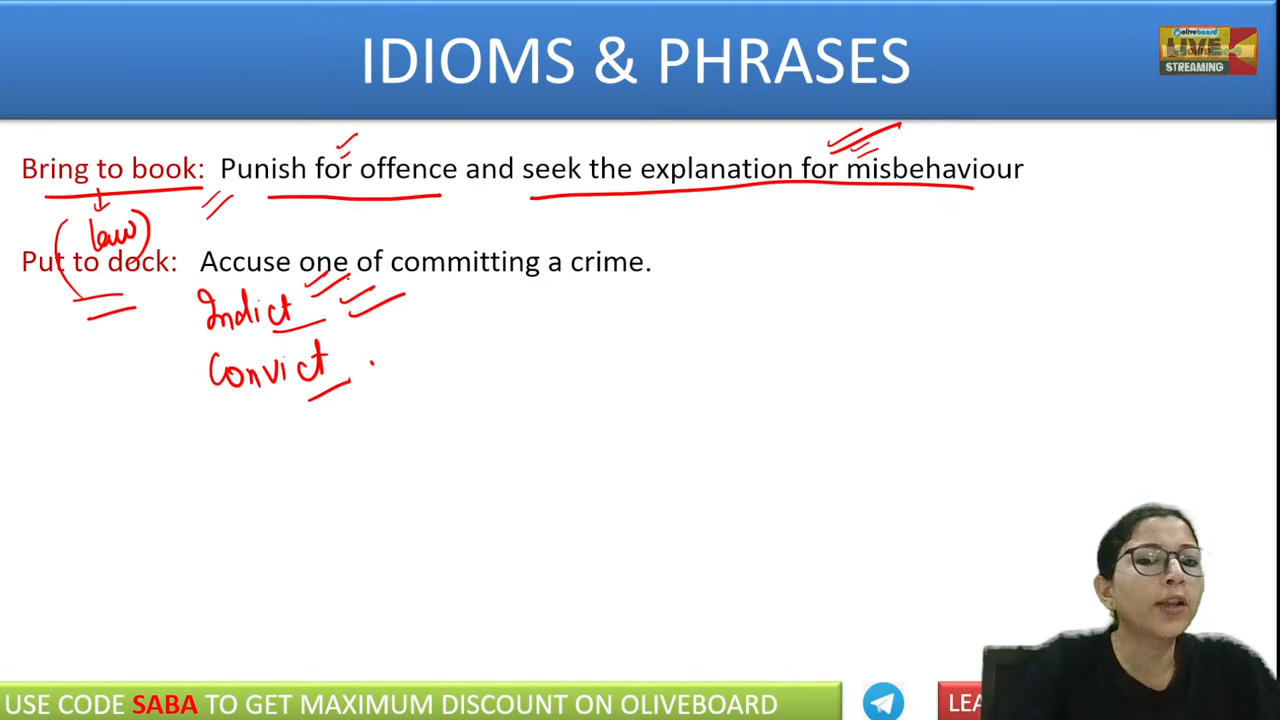 IDIOMS & PHRASES
oliveboard
LIVE
STREAMING
Bring to book: Punish for offence and seek the explanation for misbehaviour
law
Put to dock: Accuse one of committing a crime.
Indict
Convict
USE CODE SABA TO GET MAXIMUM DISCOUNT ON OLIVEBOARD
LEA